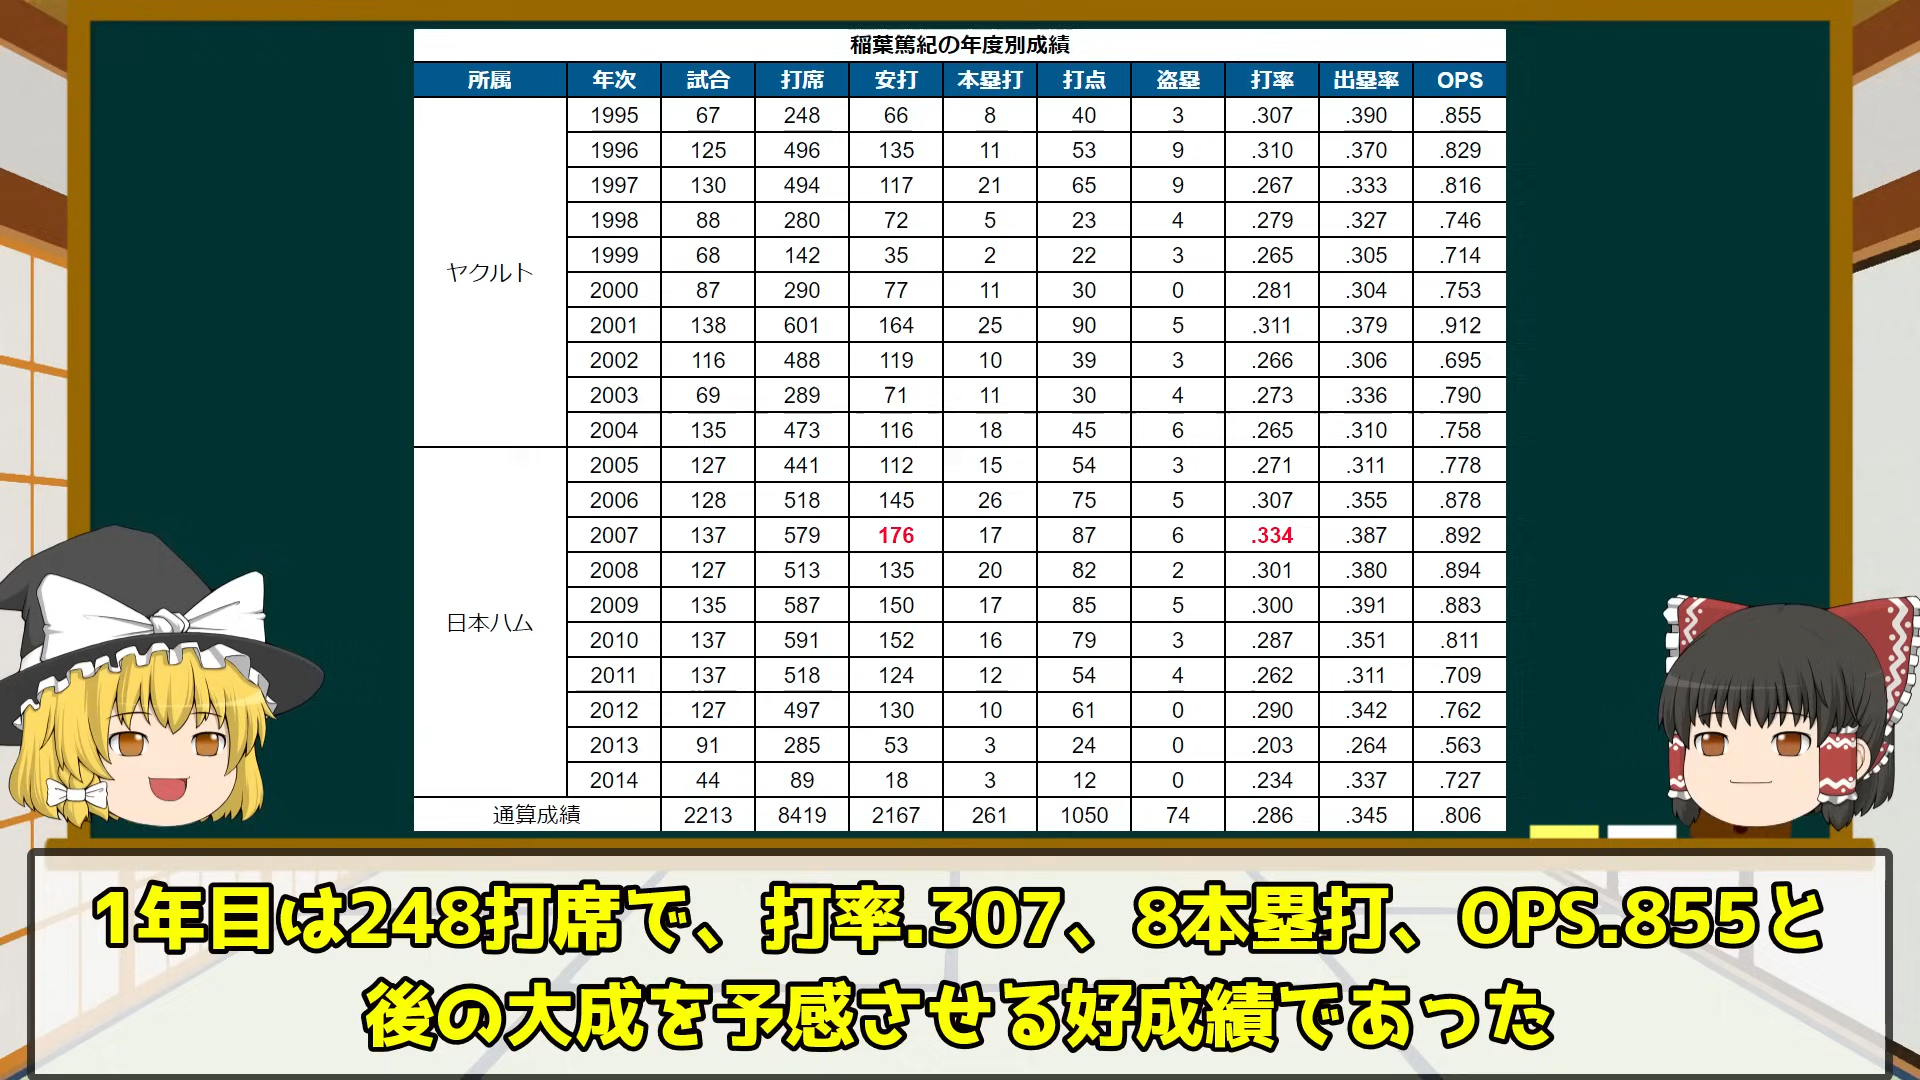 稲葉篤紀の年度別成績
所属 年次 試合 打席 安打 本塁打 打点 盗塁 打率 出塁率 OPS
ヤクルト
1995 67 248 66 8 40 3 .307 .390 .855
1996 125 496 135 11 53 9 .310 .370 .829
1997 130 494 117 21 65 9 .267 .333 .816
1998 88 280 72 5 23 4 .279 .327 .746
1999 68 142 35 2 22 3 .265 .305 .714
2000 87 290 77 11 30 0 .281 .304 .753
2001 138 601 164 25 90 5 .311 .379 .912
2002 116 488 119 10 39 3 .266 .306 .695
2003 69 289 71 11 30 4 .273 .336 .790
2004 135 473 116 18 45 6 .265 .310 .758
日本ハム
2005 127 441 112 15 54 3 .271 .311 .778
2006 128 518 145 26 75 5 .307 .355 .878
2007 137 579 176 17 87 6 .334 .387 .892
2008 127 513 135 20 82 2 .301 .380 .894
2009 135 587 150 17 85 5 .300 .391 .883
2010 137 591 152 16 79 3 .287 .351 .811
2011 137 518 124 12 54 4 .262 .311 .709
2012 127 497 130 10 61 0 .290 .342 .762
2013 91 285 53 3 24 0 .203 .264 .563
2014 44 89 18 3 12 0 .234 .337 .727
通算成績 2213 8419 2167 261 1050 74 .286 .345 .806
1年目は248打席で、打率.307、8本塁打、OPS.855と
後の大成を予感させる好成績であった